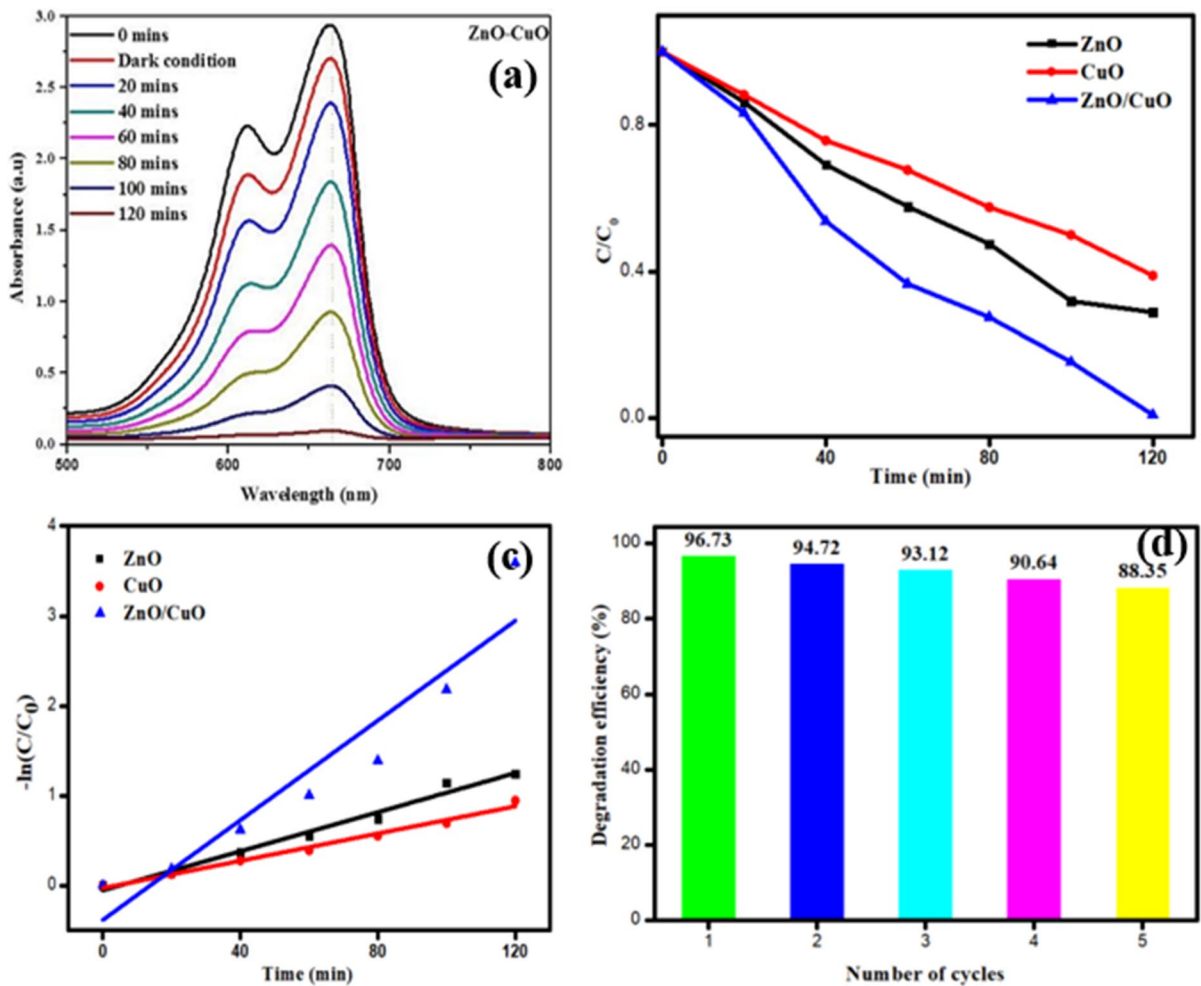 ZnO-CuO
(a)
0 mins
Dark condition
20 mins
40 mins
60 mins
80 mins
100 mins
120 mins
Absorbance (a.u)
3.0
2.5
2.0
1.5
1.0
0.5
0.0
500 600 700 800
Wavelength (nm)
ZnO
CuO
ZnO/CuO
C/C0
0.8
0.4
0.0
0 40 80 120
Time (min)
(c)
ZnO
CuO
ZnO/CuO
-ln(C/C0)
4
3
2
1
0
0 40 80 120
Time (min)
(d)
96.73 94.72 93.12 90.64 88.35
Degradation efficiency (%)
100
80
60
40
20
0
1 2 3 4 5
Number of cycles